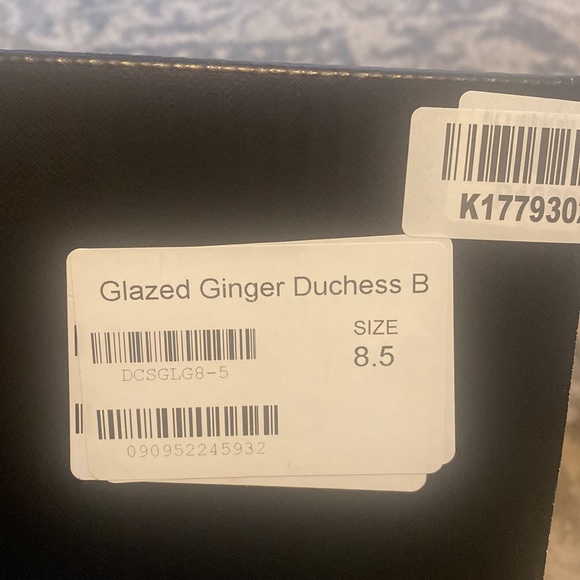 K177930
Glazed Ginger Duchess B
SIZE
8.5
DCSGLG8-5
090952245932